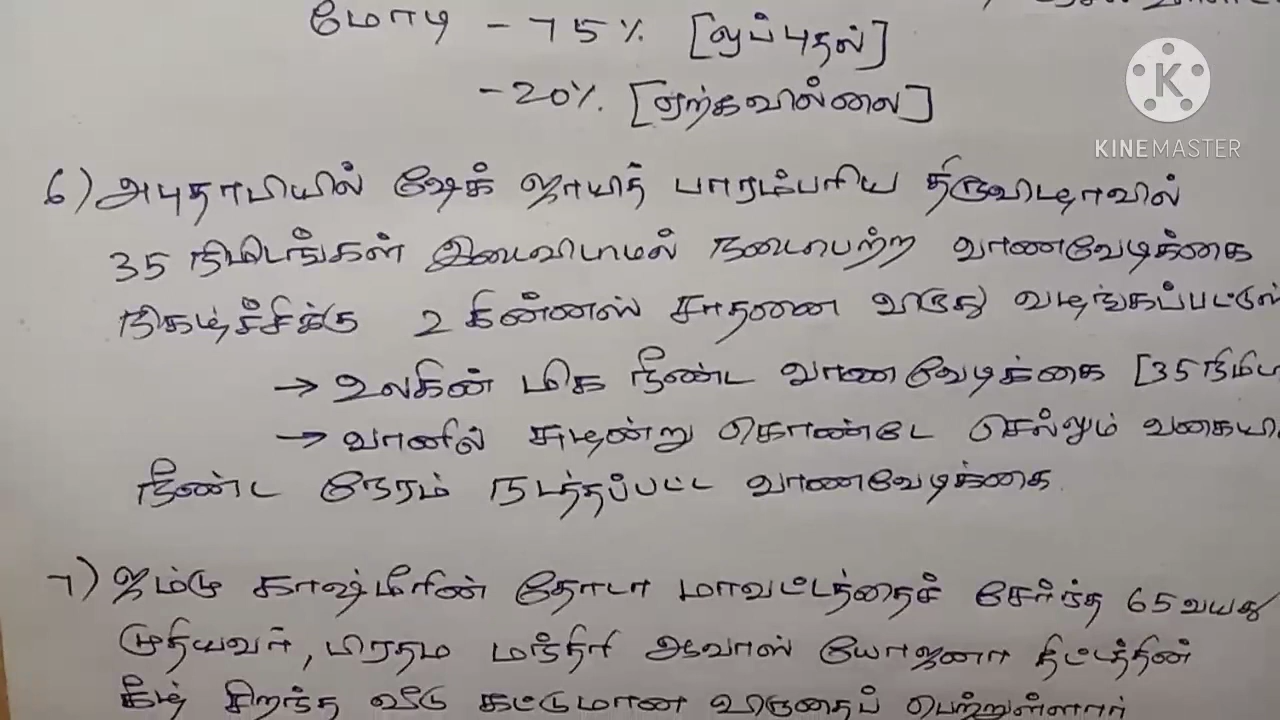 மோடி - 75% [ஒப்புதல்]
- 20% [ஏற்கவில்லை]
KINEMASTER
6) அபுதாபியில் ஷேக் ஜாயித் பாரம்பரிய திருவிழாவில்
35 நிமிடங்கள் இடைவிடாமல் நடைபெற்ற வாணவேடிக்கை
நிகழ்ச்சிக்கு 2 கின்னஸ் சாதனை விருது வழங்கப்பட்டுள்
→ உலகின் மிக நீண்ட வாணவேடிக்கை [35 நிமிட
→ வானில் சுழன்று கொண்டே செல்லும் வகையி
நீண்ட நேரம் நடத்தப்பட்ட வாணவேடிக்கை
7) ஜம்மு காஷ்மீரின் தோடா மாவட்டத்தைச் சேர்ந்த 65 வயது
முதியவர், பிரதம மந்திரி ஆவாஸ் யோஜனா திட்டத்தின்
கீழ் சிறந்த வீடு கட்டுமான விருதைப் பெற்றுள்ளார்